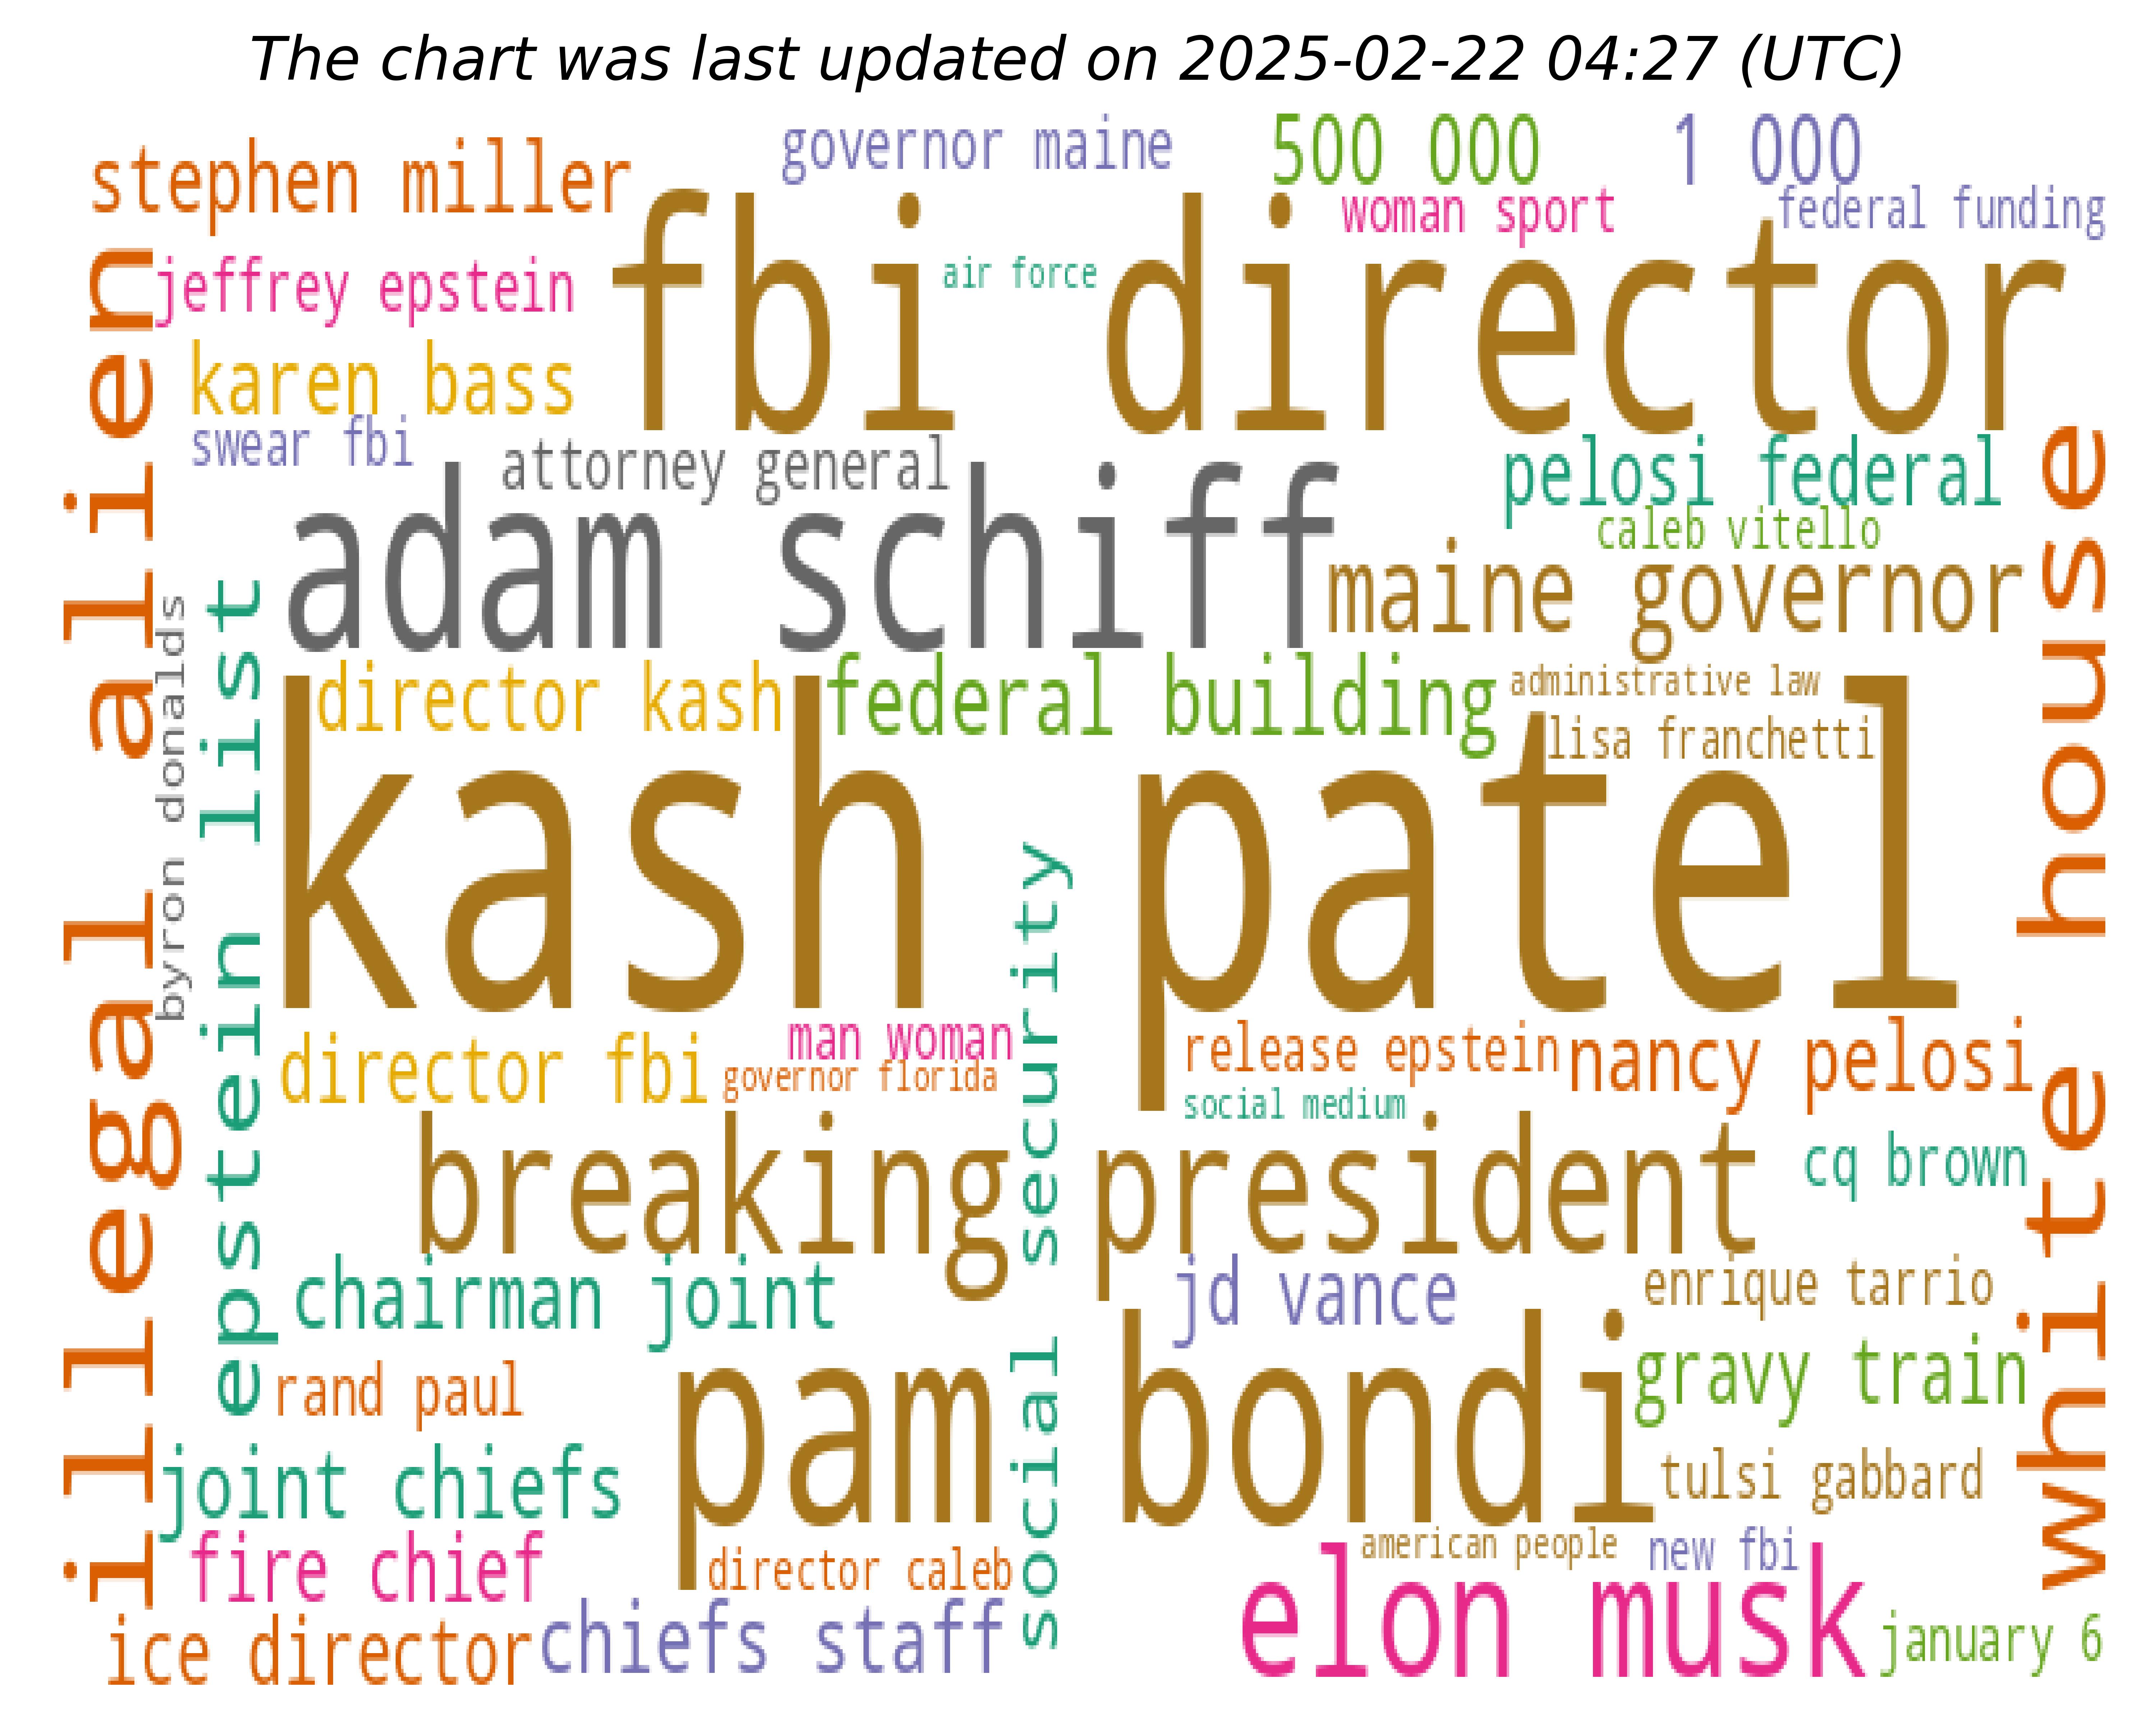 The chart was last updated on 2025-02-22 04:27 (UTC)
governor maine
500 000
1 000
stephen miller
woman sport
federal funding
fbi director
air force
jeffrey epstein
karen bass
swear fbi
attorney general
pelosi federal
illegal alien
white house
adam schiff
caleb vitello
maine governor
byron donalds
epstein list
director kash
federal building
administrative law
lisa franchetti
kash patel
social security
director fbi
man woman
governor florida
release epstein
nancy pelosi
social medium
breaking president
cq brown
chairman joint
jd vance
enrique tarrio
rand paul
pam bondi
gravy train
joint chiefs
tulsi gabbard
fire chief
director caleb
american people
new fbi
elon musk
ice director
chiefs staff
january 6